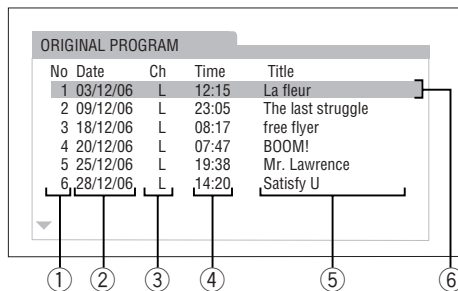 ORIGINAL PROGRAM
No Date Ch Time Title
1 03/12/06 L 12:15 La fleur
2 09/12/06 L 23:05 The last struggle
3 18/12/06 L 08:17 free flyer
4 20/12/06 L 07:47 BOOM!
5 25/12/06 L 19:38 Mr. Lawrence
6 28/12/06 L 14:20 Satisfy U
① ② ③ ④ ⑤ ⑥